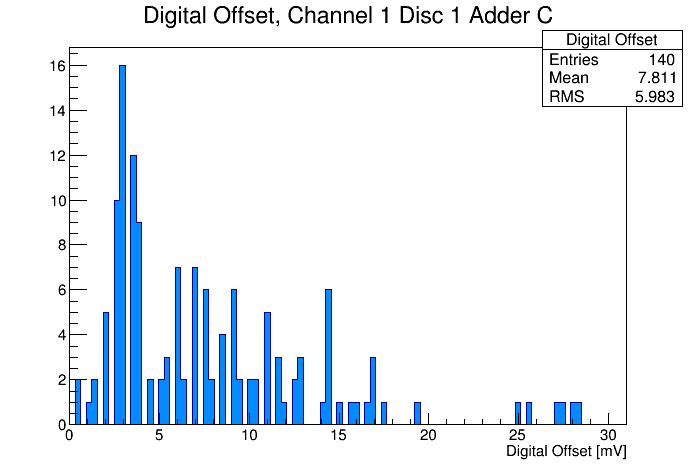 Digital Offset, Channel 1 Disc 1 Adder C
Digital Offset
Entries 140
Mean 7.811
RMS 5.983
16
14
12
10
8
6
4
2
0
0 5 10 15 20 25 30
Digital Offset [mV]